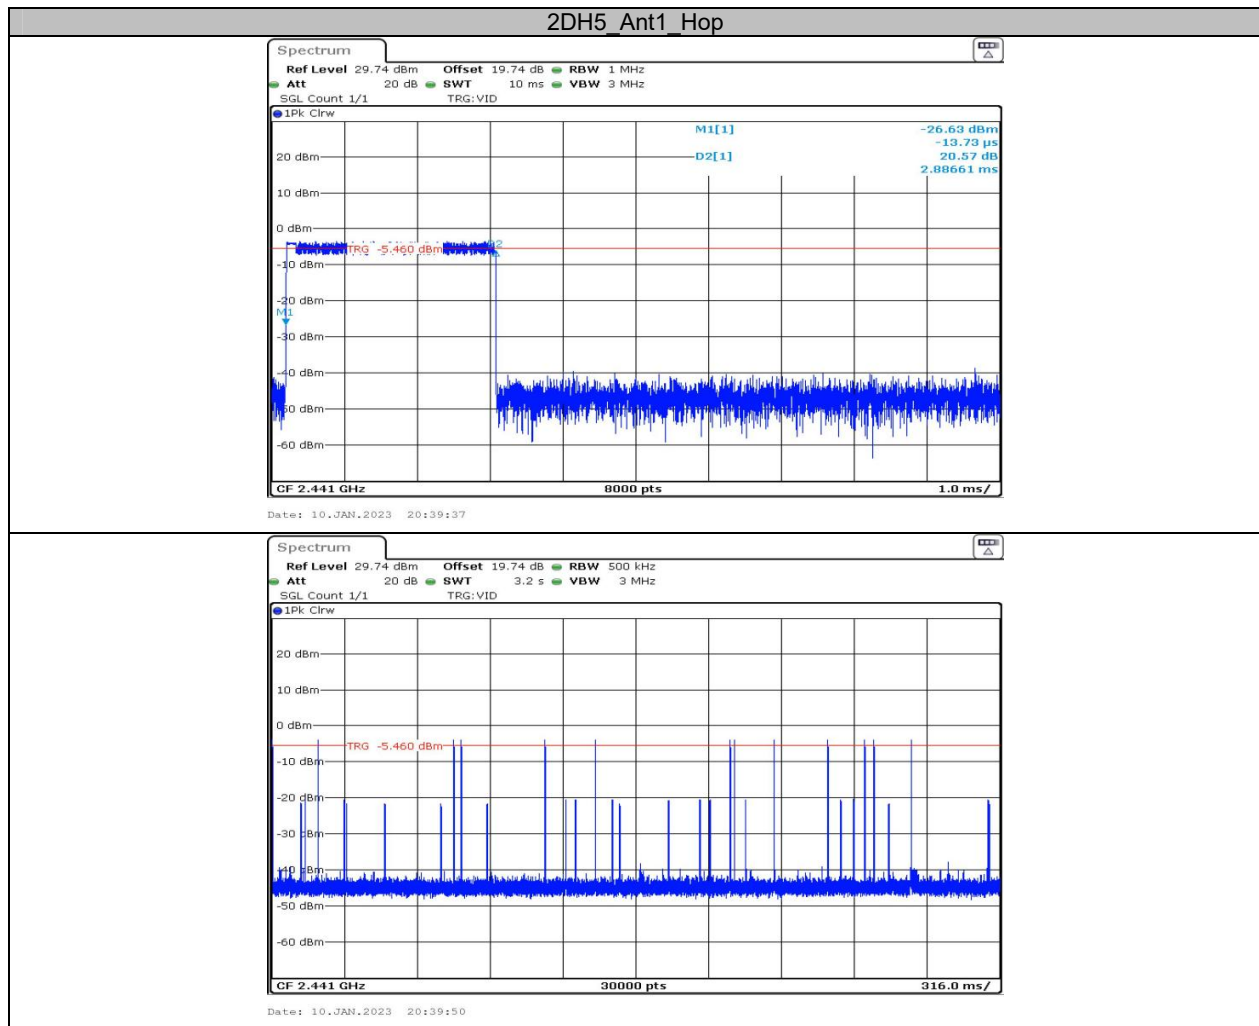 2DH5_Ant1_Hop
Spectrum
Ref Level 29.74 dBm Offset 19.74 dB RBW 1 MHz
Att 20 dB SWT 10 ms VBW 3 MHz
SGL Count 1/1 TRG:VID
1Pk Clrw
M1[1] -26.63 dBm
-13.73 µs
20 dBm D2[1] 20.57 dB
2.88661 ms
10 dBm
0 dBm
D2
TRG -5.460 dBm
-10 dBm
-20 dBm
M1
-30 dBm
-40 dBm
-50 dBm
-60 dBm
CF 2.441 GHz 8000 pts 1.0 ms/
Date: 10.JAN.2023 20:39:37
Spectrum
Ref Level 29.74 dBm Offset 19.74 dB RBW 500 kHz
Att 20 dB SWT 3.2 s VBW 3 MHz
SGL Count 1/1 TRG:VID
1Pk Clrw
20 dBm
10 dBm
0 dBm
TRG -5.460 dBm
-10 dBm
-20 dBm
-30 dBm
-40 dBm
-50 dBm
-60 dBm
CF 2.441 GHz 30000 pts 316.0 ms/
Date: 10.JAN.2023 20:39:50